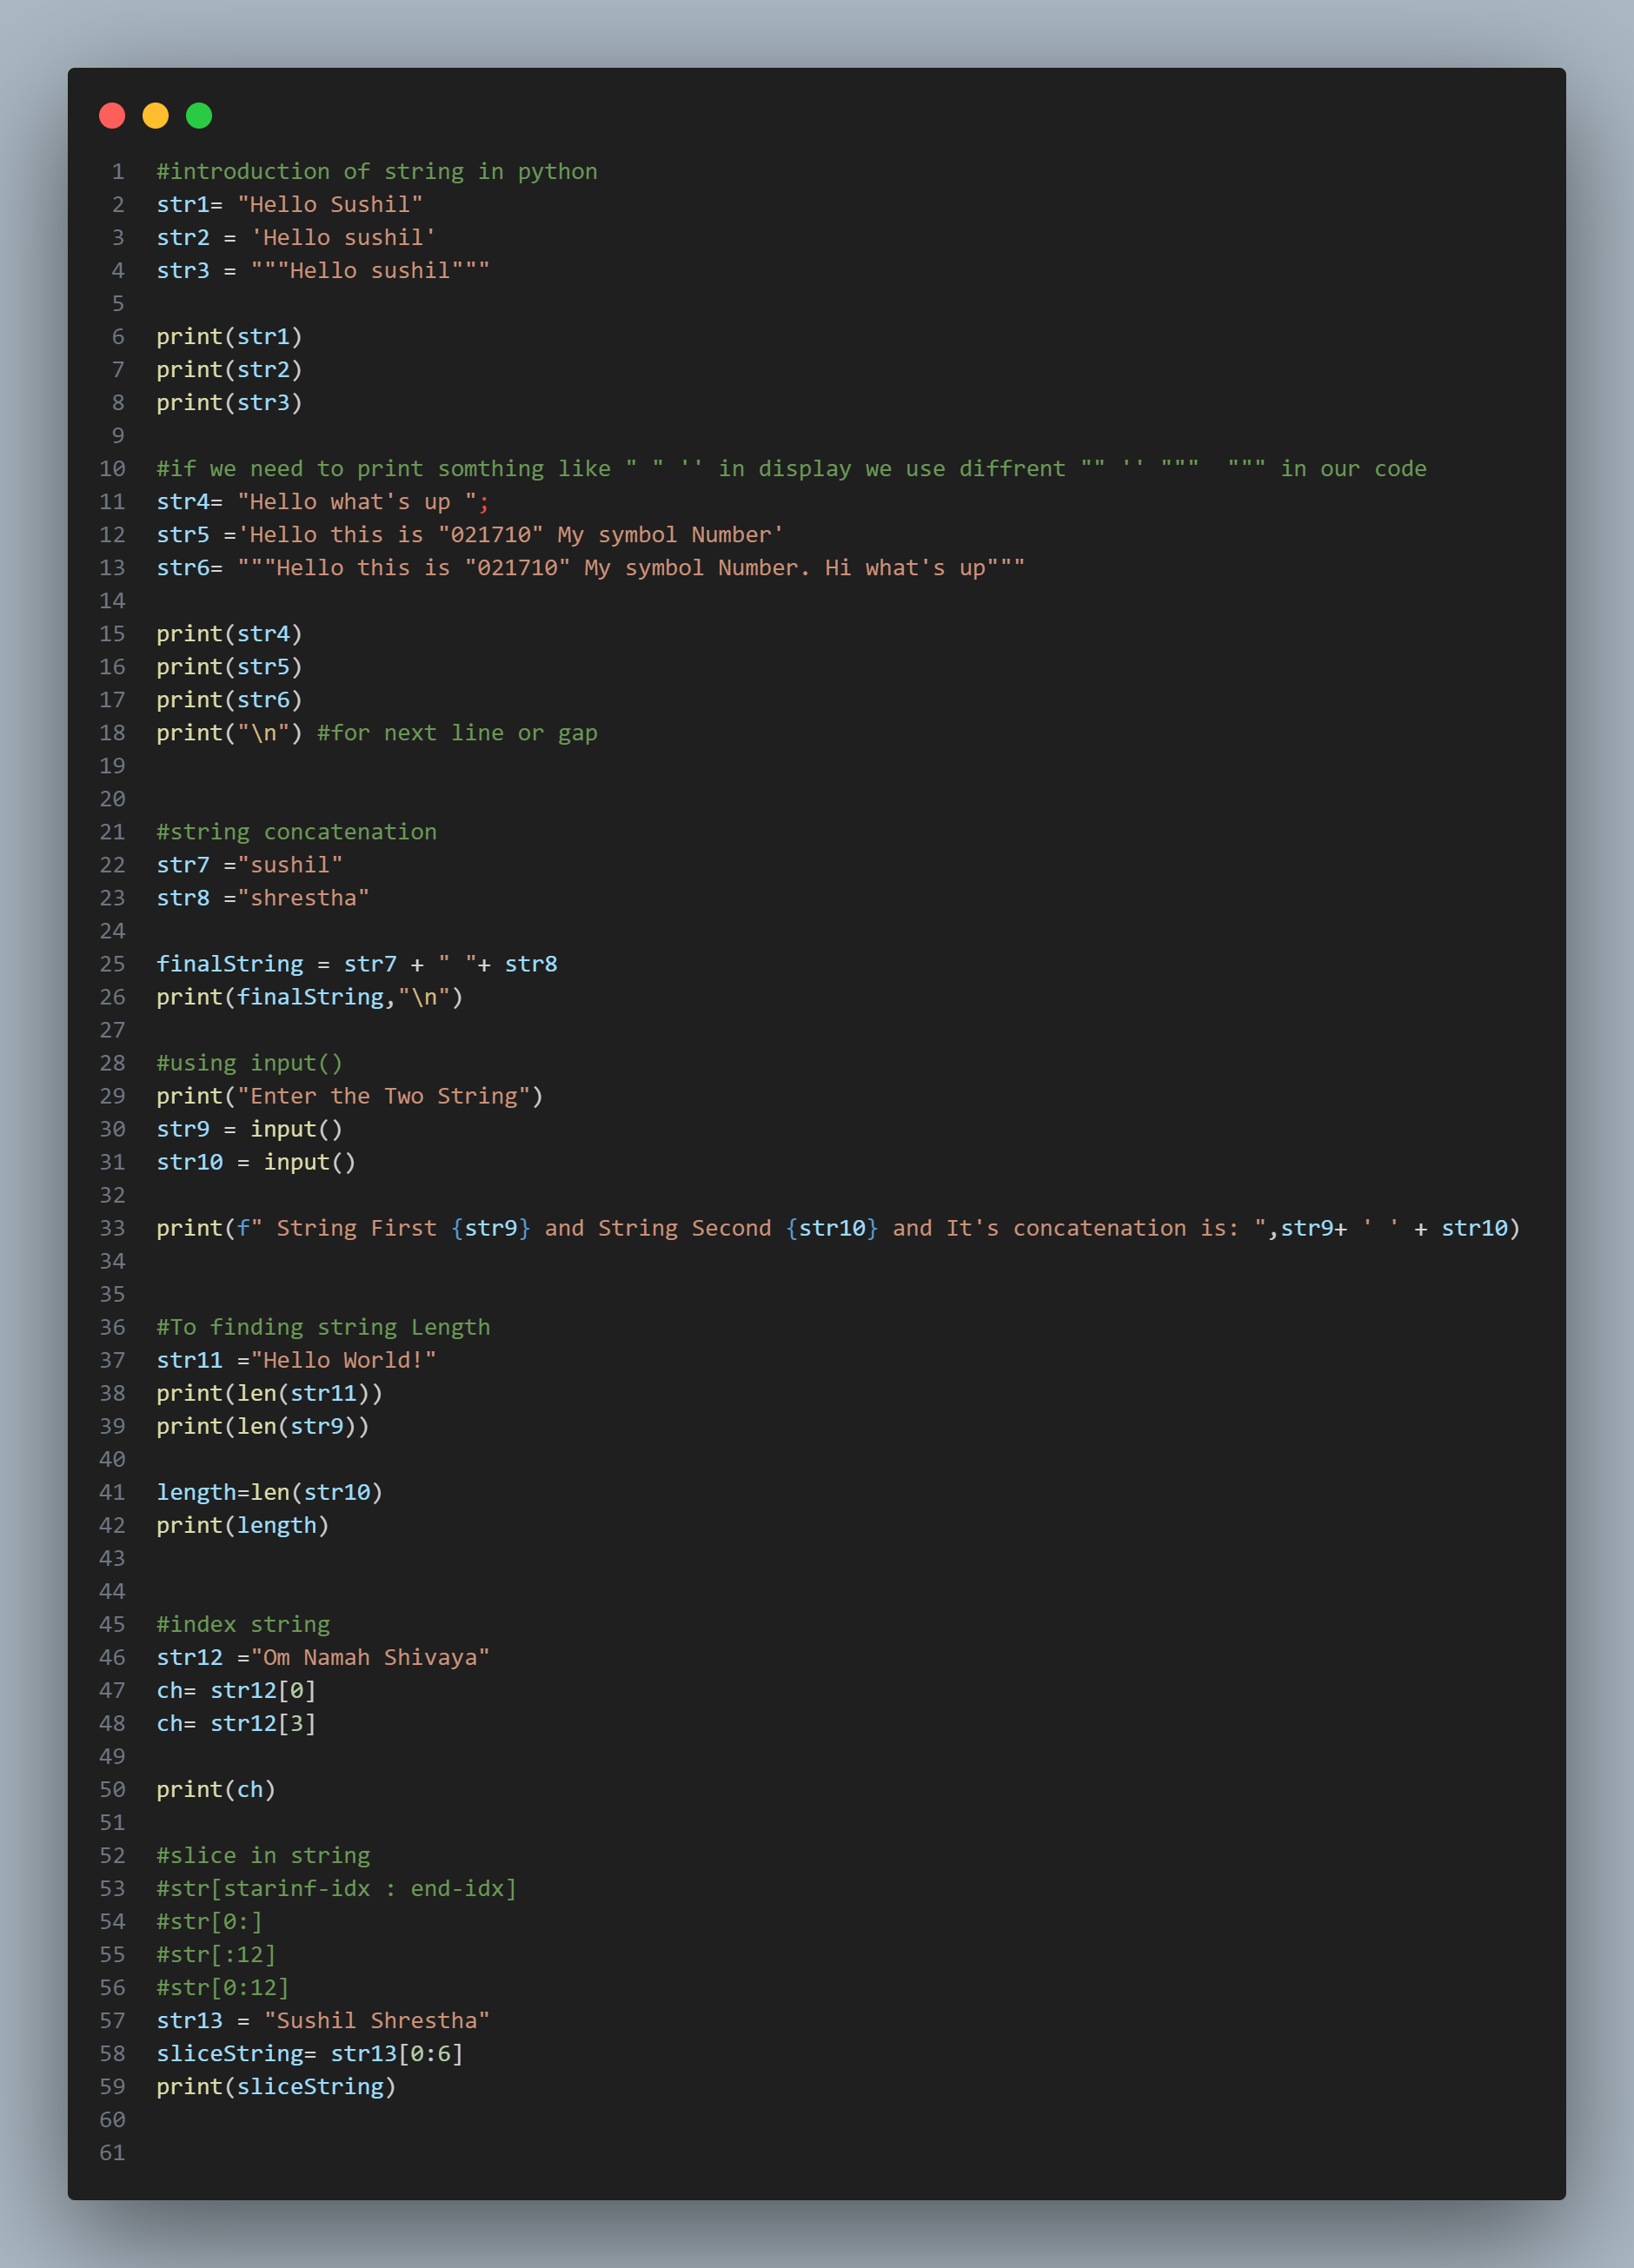 1 #introduction of string in python
2 str1= "Hello Sushil"
3 str2 = 'Hello sushil'
4 str3 = """Hello sushil"""
5
6 print(str1)
7 print(str2)
8 print(str3)
9
10 #if we need to print somthing like " " '' in display we use diffrent "" '' """  """ in our code
11 str4= "Hello what's up ";
12 str5 ='Hello this is "021710" My symbol Number'
13 str6= """Hello this is "021710" My symbol Number. Hi what's up"""
14
15 print(str4)
16 print(str5)
17 print(str6)
18 print("\n") #for next line or gap
19
20
21 #string concatenation
22 str7 ="sushil"
23 str8 ="shrestha"
24
25 finalString = str7 + " "+ str8
26 print(finalString,"\n")
27
28 #using input()
29 print("Enter the Two String")
30 str9 = input()
31 str10 = input()
32
33 print(f" String First {str9} and String Second {str10} and It's concatenation is: ",str9+ ' ' + str10)
34
35
36 #To finding string Length
37 str11 ="Hello World!"
38 print(len(str11))
39 print(len(str9))
40
41 length=len(str10)
42 print(length)
43
44
45 #index string
46 str12 ="Om Namah Shivaya"
47 ch= str12[0]
48 ch= str12[3]
49
50 print(ch)
51
52 #slice in string
53 #str[starinf-idx : end-idx]
54 #str[0:]
55 #str[:12]
56 #str[0:12]
57 str13 = "Sushil Shrestha"
58 sliceString= str13[0:6]
59 print(sliceString)
60
61